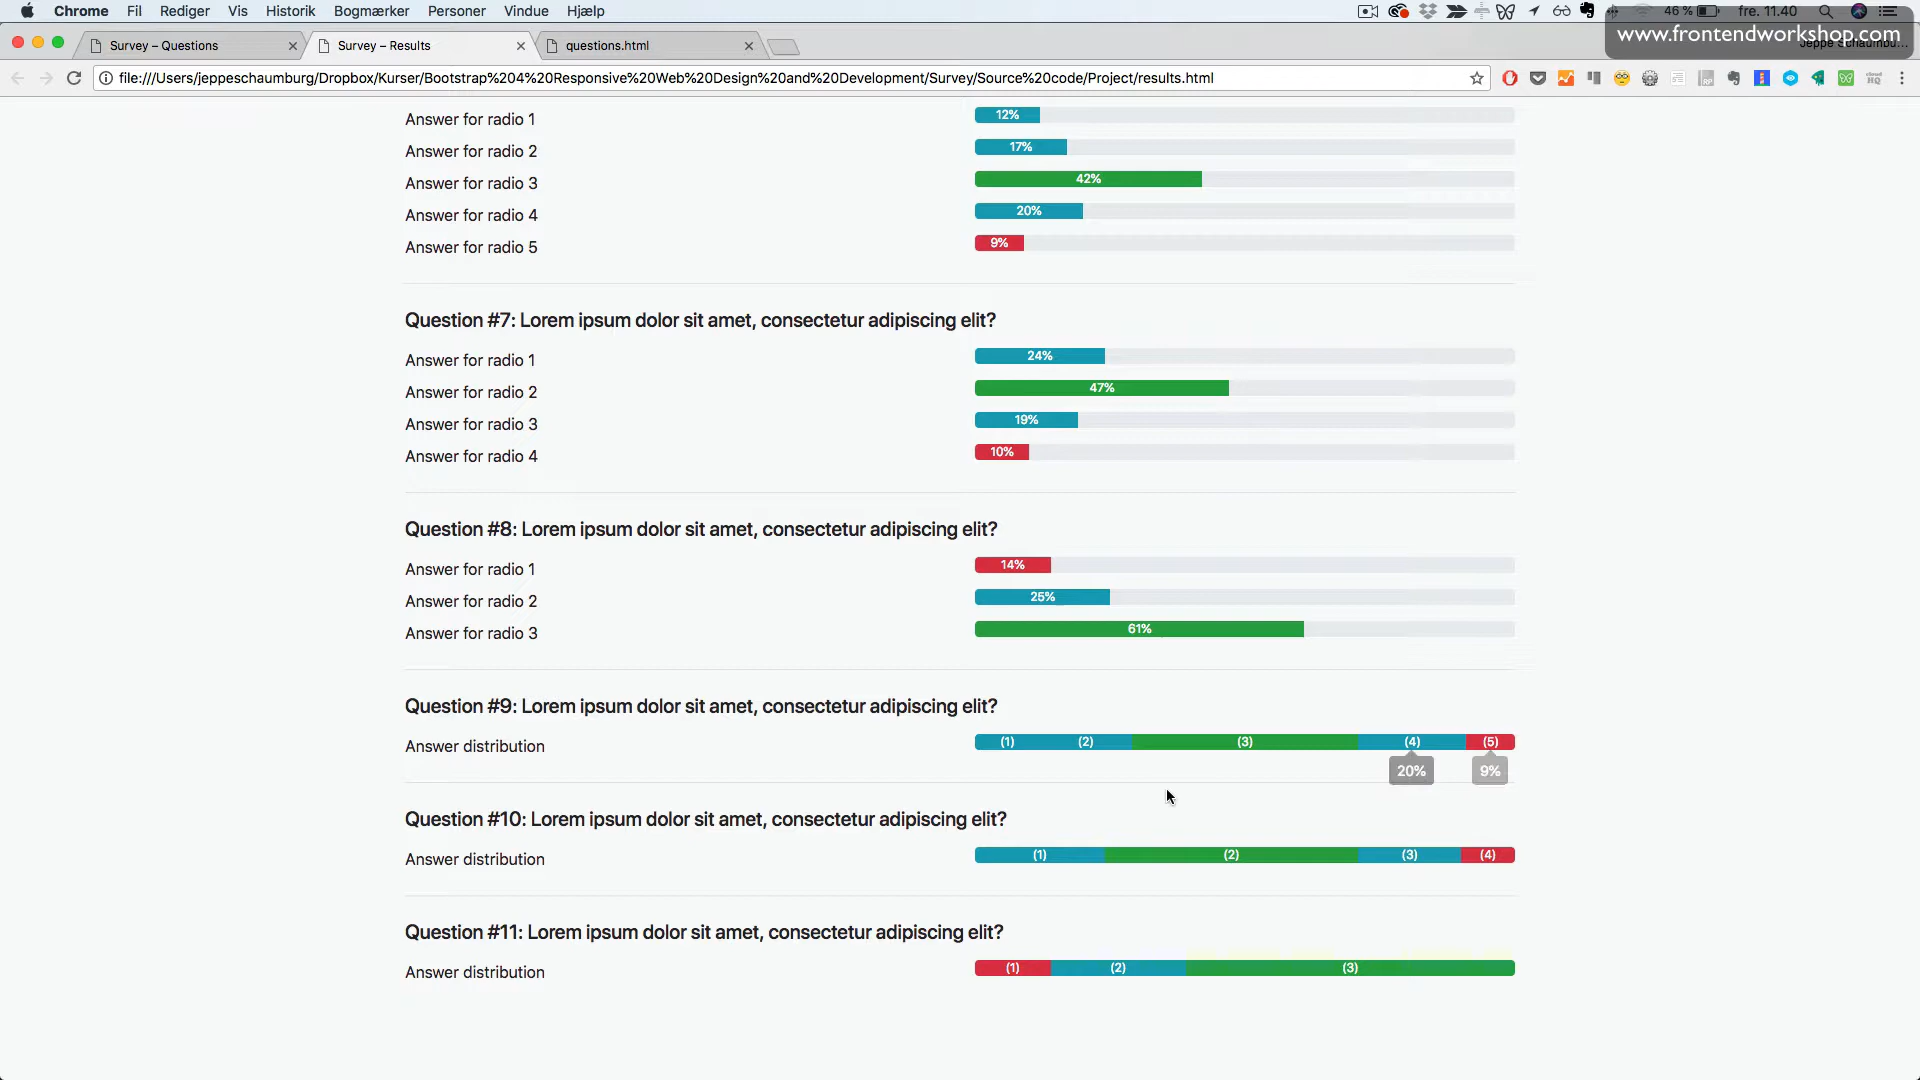 Chrome Fil Rediger Vis Historik Bogmærker Personer Vindue Hjælp 46 % fre. 11.40
www.frontendworkshop.com
Survey – Questions Survey – Results questions.html
file:///Users/jeppeschaumburg/Dropbox/Kurser/Bootstrap%204%20Responsive%20Web%20Design%20and%20Development/Survey/Source%20code/Project/results.html
Answer for radio 1 12%
Answer for radio 2 17%
Answer for radio 3 42%
Answer for radio 4 20%
Answer for radio 5 9%
Question #7: Lorem ipsum dolor sit amet, consectetur adipiscing elit?
Answer for radio 1 24%
Answer for radio 2 47%
Answer for radio 3 19%
Answer for radio 4 10%
Question #8: Lorem ipsum dolor sit amet, consectetur adipiscing elit?
Answer for radio 1 14%
Answer for radio 2 25%
Answer for radio 3 61%
Question #9: Lorem ipsum dolor sit amet, consectetur adipiscing elit?
Answer distribution (1) (2) (3) (4) (5)
20% 9%
Question #10: Lorem ipsum dolor sit amet, consectetur adipiscing elit?
Answer distribution (1) (2) (3) (4)
Question #11: Lorem ipsum dolor sit amet, consectetur adipiscing elit?
Answer distribution (1) (2) (3)